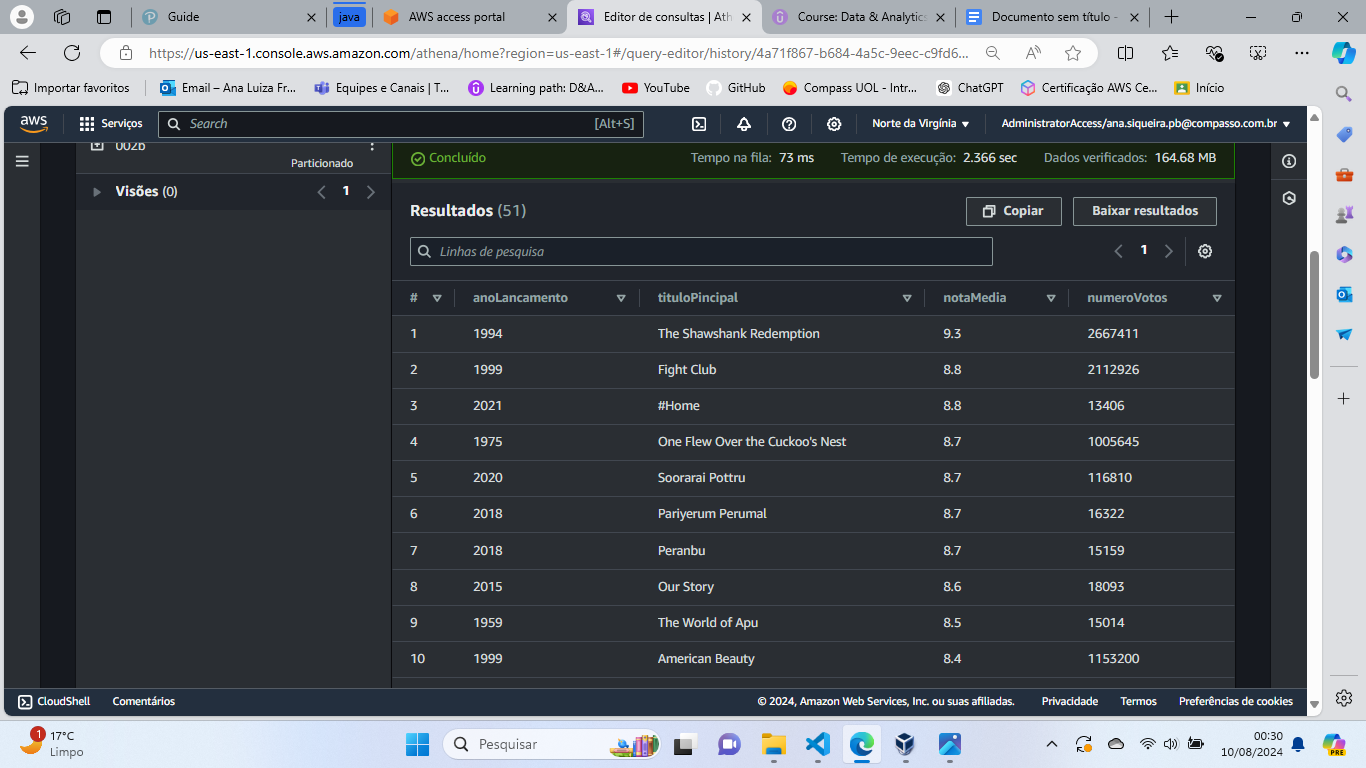 Guide
java
AWS access portal
Editor de consultas | Ath
Course: Data & Analytics
Documento sem título -
https://us-east-1.console.aws.amazon.com/athena/home?region=us-east-1#/query-editor/history/4a71f867-b684-4a5c-9eec-c9fd6...
Importar favoritos
Email – Ana Luiza Fr...
Equipes e Canais | T...
Learning path: D&A...
YouTube
GitHub
Compass UOL - Intr...
ChatGPT
Certificação AWS Ce...
Início
aws
Serviços
Search
[Alt+S]
Norte da Virgínia
AdministratorAccess/ana.siqueira.pb@compasso.com.br
002b
Particionado
Visões (0)
1
Concluído
Tempo na fila: 73 ms
Tempo de execução: 2.366 sec
Dados verificados: 164.68 MB
Resultados (51)
Copiar
Baixar resultados
Linhas de pesquisa
1
# anoLancamento tituloPincipal notaMedia numeroVotos
1 1994 The Shawshank Redemption 9.3 2667411
2 1999 Fight Club 8.8 2112926
3 2021 #Home 8.8 13406
4 1975 One Flew Over the Cuckoo's Nest 8.7 1005645
5 2020 Soorarai Pottru 8.7 116810
6 2018 Pariyerum Perumal 8.7 16322
7 2018 Peranbu 8.7 15159
8 2015 Our Story 8.6 18093
9 1959 The World of Apu 8.5 15014
10 1999 American Beauty 8.4 1153200
CloudShell
Comentários
© 2024, Amazon Web Services, Inc. ou suas afiliadas.
Privacidade
Termos
Preferências de cookies
1
17°C
Limpo
Pesquisar
00:30
10/08/2024
PRE